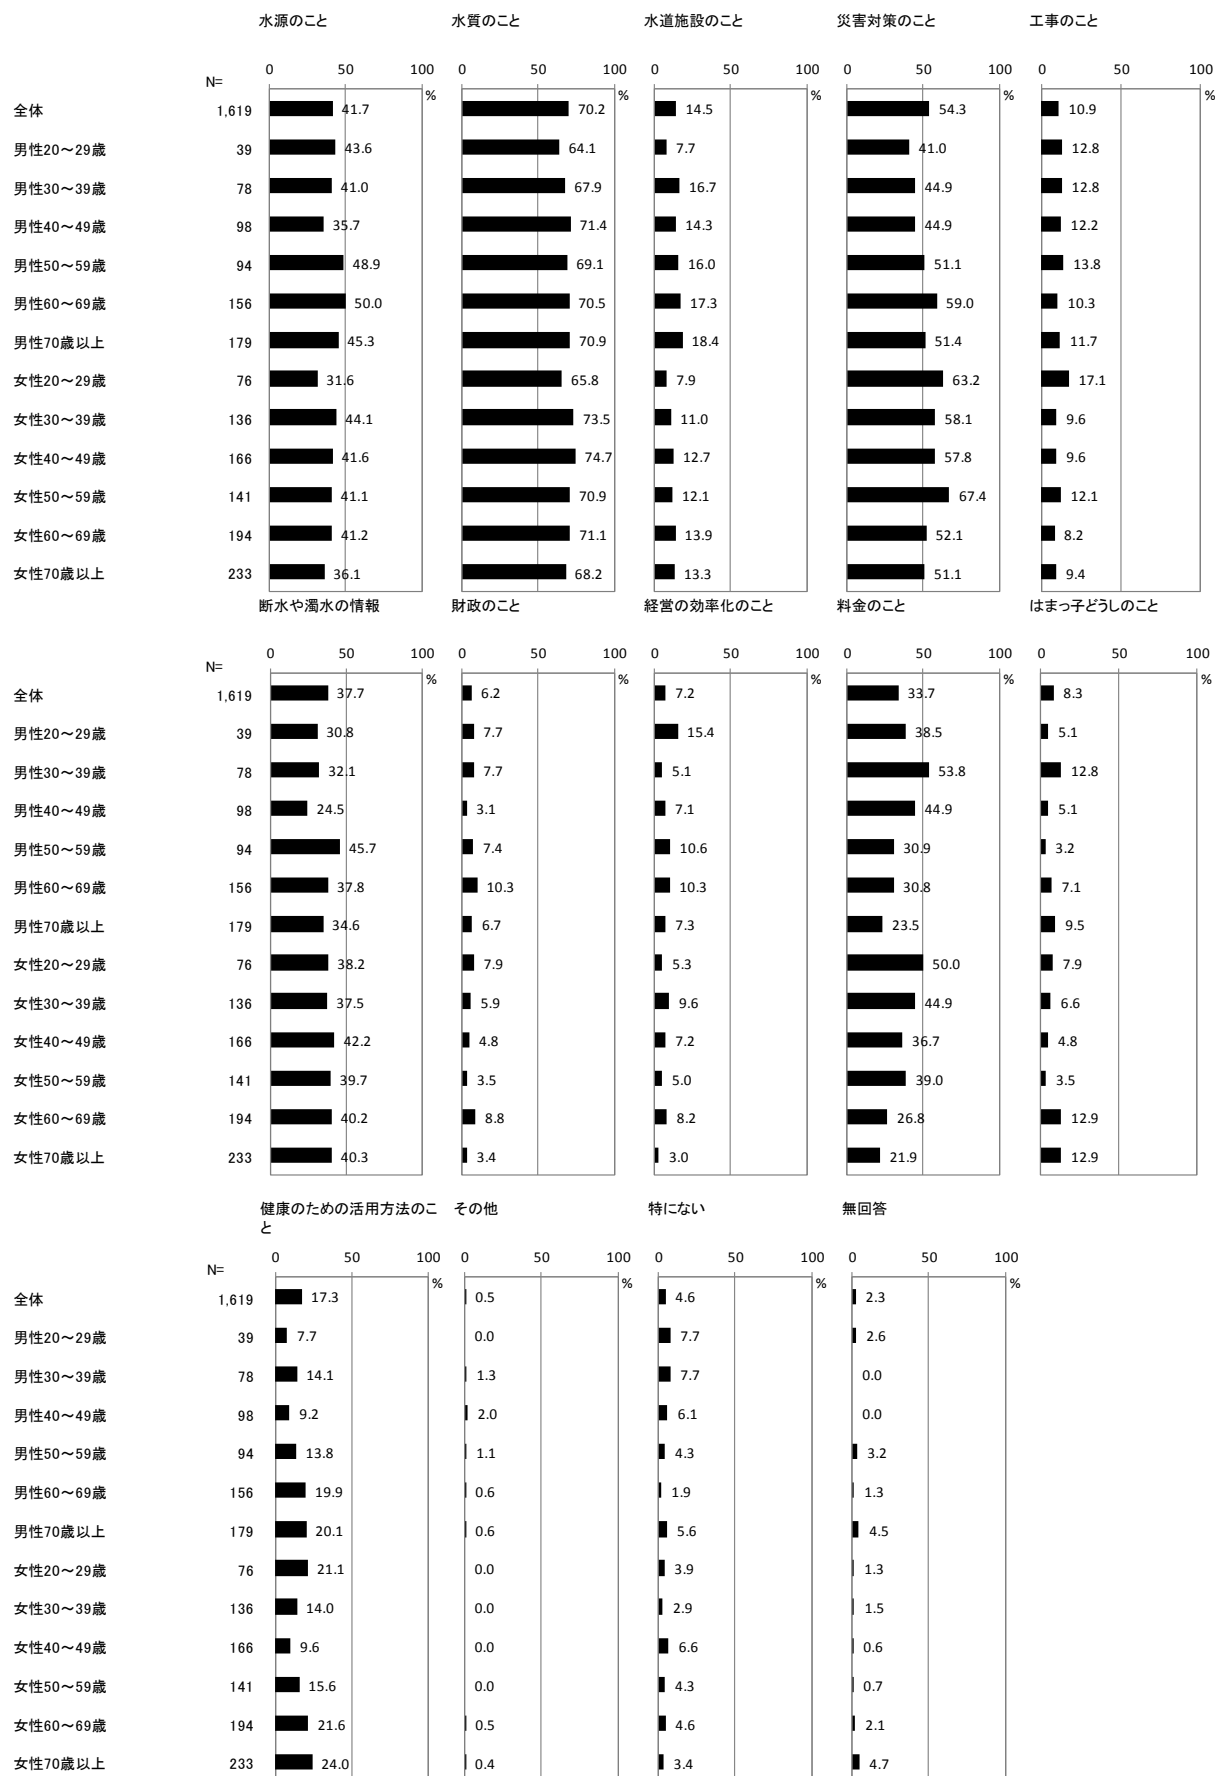 水源のこと 水質のこと 水道施設のこと 災害対策のこと 工事のこと
0 50 100 0 50 100 0 50 100 0 50 100 0 50 100
N= % % % % %
全体 1,619 41.7 70.2 14.5 54.3 10.9
男性20～29歳 39 43.6 64.1 7.7 41.0 12.8
男性30～39歳 78 41.0 67.9 16.7 44.9 12.8
男性40～49歳 98 35.7 71.4 14.3 44.9 12.2
男性50～59歳 94 48.9 69.1 16.0 51.1 13.8
男性60～69歳 156 50.0 70.5 17.3 59.0 10.3
男性70歳以上 179 45.3 70.9 18.4 51.4 11.7
女性20～29歳 76 31.6 65.8 7.9 63.2 17.1
女性30～39歳 136 44.1 73.5 11.0 58.1 9.6
女性40～49歳 166 41.6 74.7 12.7 57.8 9.6
女性50～59歳 141 41.1 70.9 12.1 67.4 12.1
女性60～69歳 194 41.2 71.1 13.9 52.1 8.2
女性70歳以上 233 36.1 68.2 13.3 51.1 9.4
断水や濁水の情報 財政のこと 経営の効率化のこと 料金のこと はまっ子どうしのこと
0 50 100 0 50 100 0 50 100 0 50 100 0 50 100
N= % % % % %
全体 1,619 37.7 6.2 7.2 33.7 8.3
男性20～29歳 39 30.8 7.7 15.4 38.5 5.1
男性30～39歳 78 32.1 7.7 5.1 53.8 12.8
男性40～49歳 98 24.5 3.1 7.1 44.9 5.1
男性50～59歳 94 45.7 7.4 10.6 30.9 3.2
男性60～69歳 156 37.8 10.3 10.3 30.8 7.1
男性70歳以上 179 34.6 6.7 7.3 23.5 9.5
女性20～29歳 76 38.2 7.9 5.3 50.0 7.9
女性30～39歳 136 37.5 5.9 9.6 44.9 6.6
女性40～49歳 166 42.2 4.8 7.2 36.7 4.8
女性50～59歳 141 39.7 3.5 5.0 39.0 3.5
女性60～69歳 194 40.2 8.8 8.2 26.8 12.9
女性70歳以上 233 40.3 3.4 3.0 21.9 12.9
健康のための活用方法のこ その他 特にない 無回答
と
0 50 100 0 50 100 0 50 100 0 50 100
N= % % % %
全体 1,619 17.3 0.5 4.6 2.3
男性20～29歳 39 7.7 0.0 7.7 2.6
男性30～39歳 78 14.1 1.3 7.7 0.0
男性40～49歳 98 9.2 2.0 6.1 0.0
男性50～59歳 94 13.8 1.1 4.3 3.2
男性60～69歳 156 19.9 0.6 1.9 1.3
男性70歳以上 179 20.1 0.6 5.6 4.5
女性20～29歳 76 21.1 0.0 3.9 1.3
女性30～39歳 136 14.0 0.0 2.9 1.5
女性40～49歳 166 9.6 0.0 6.6 0.6
女性50～59歳 141 15.6 0.0 4.3 0.7
女性60～69歳 194 21.6 0.5 4.6 2.1
女性70歳以上 233 24.0 0.4 3.4 4.7